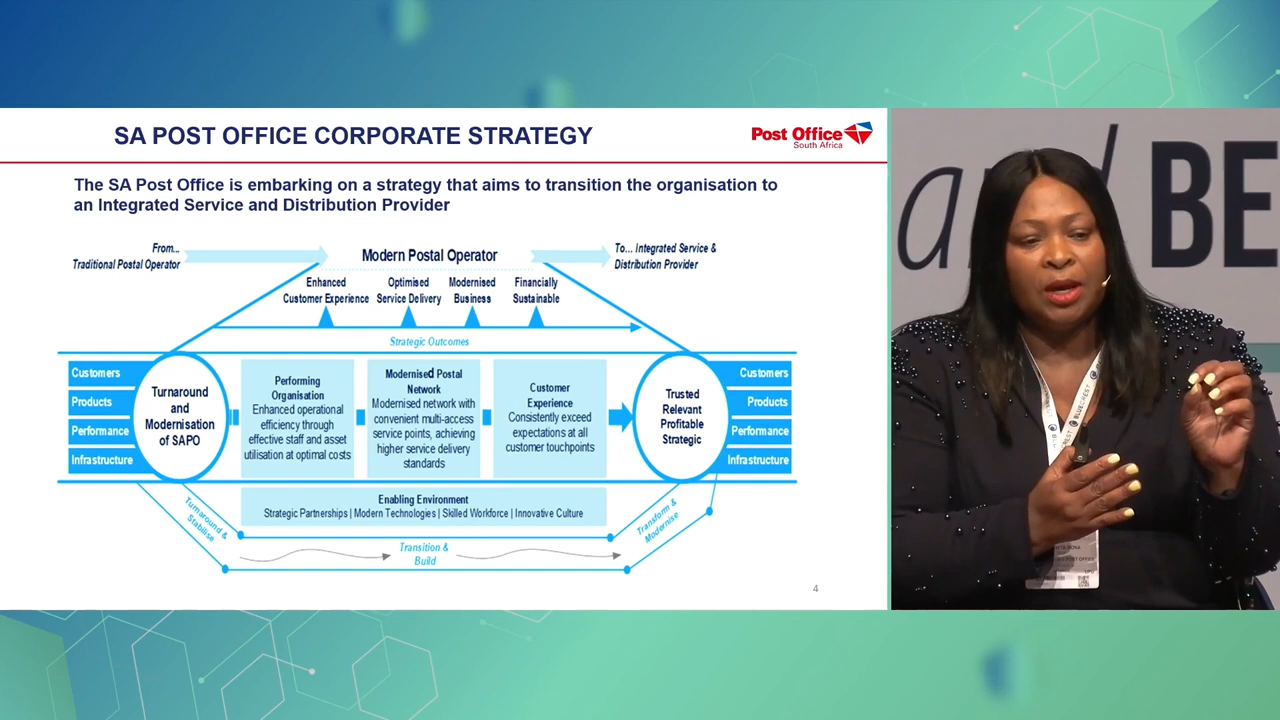 SA POST OFFICE CORPORATE STRATEGY
Post Office
South Africa
The SA Post Office is embarking on a strategy that aims to transition the organisation to
an Integrated Service and Distribution Provider
From...
Traditional Postal Operator
Modern Postal Operator
To... Integrated Service &
Distribution Provider
Enhanced
Customer Experience
Optimised
Service Delivery
Modernised
Business
Financially
Sustainable
Strategic Outcomes
Customers
Products
Performance
Infrastructure
Turnaround
and
Modernisation
of SAPO
Performing
Organisation
Enhanced operational
efficiency through
effective staff and asset
utilisation at optimal costs
Modernised Postal
Network
Modernised network with
convenient multi-access
service points, achieving
higher service delivery
standards
Customer
Experience
Consistently exceed
expectations at all
customer touchpoints
Trusted
Relevant
Profitable
Strategic
Customers
Products
Performance
Infrastructure
Enabling Environment
Strategic Partnerships | Modern Technologies | Skilled Workforce | Innovative Culture
Turnaround &
Stabilise
Transition &
Build
Transform &
Modernise
4
and BE
BLUECREST